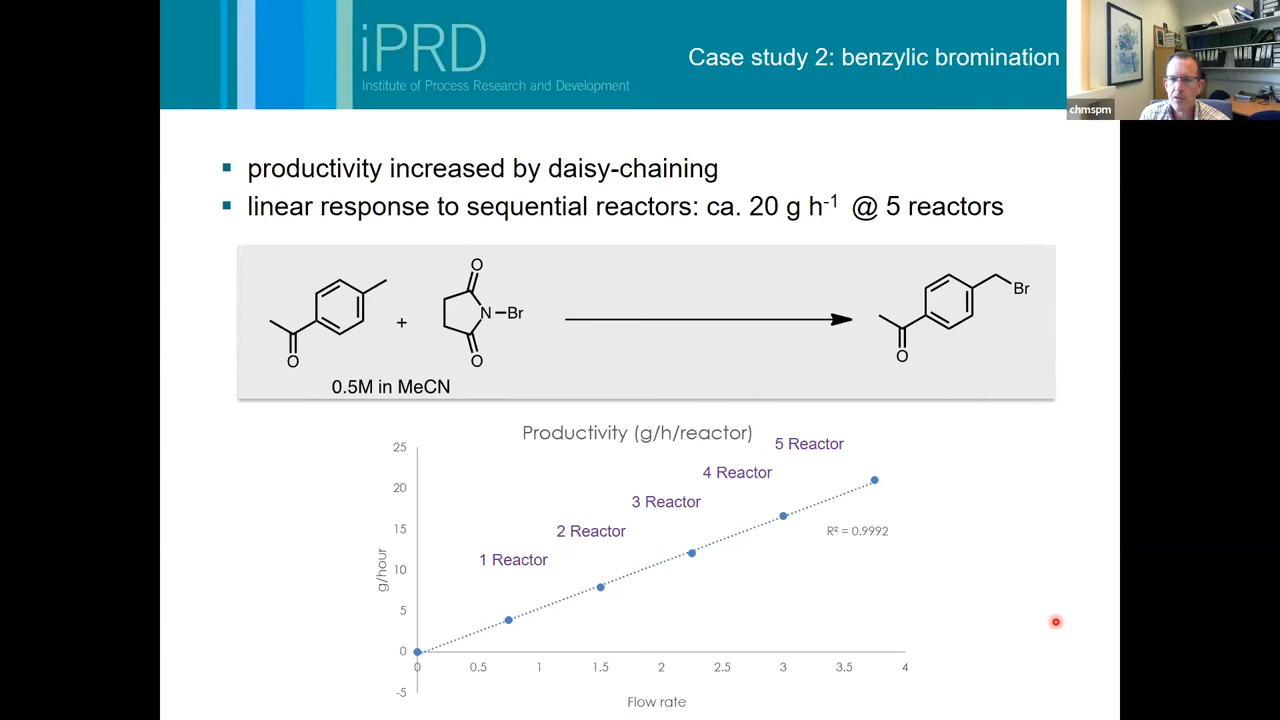 iPRD
Institute of Process Research and Development
Case study 2: benzylic bromination
chmspm
productivity increased by daisy-chaining
linear response to sequential reactors: ca. 20 g h⁻¹ @ 5 reactors
O
+
O
N
Br
O
0.5M in MeCN
Br
O
Productivity (g/h/reactor)
5 Reactor
4 Reactor
3 Reactor
2 Reactor
1 Reactor
R² = 0.9992
g/hour
25
20
15
10
5
0
-5
0 0.5 1 1.5 2 2.5 3 3.5 4
Flow rate